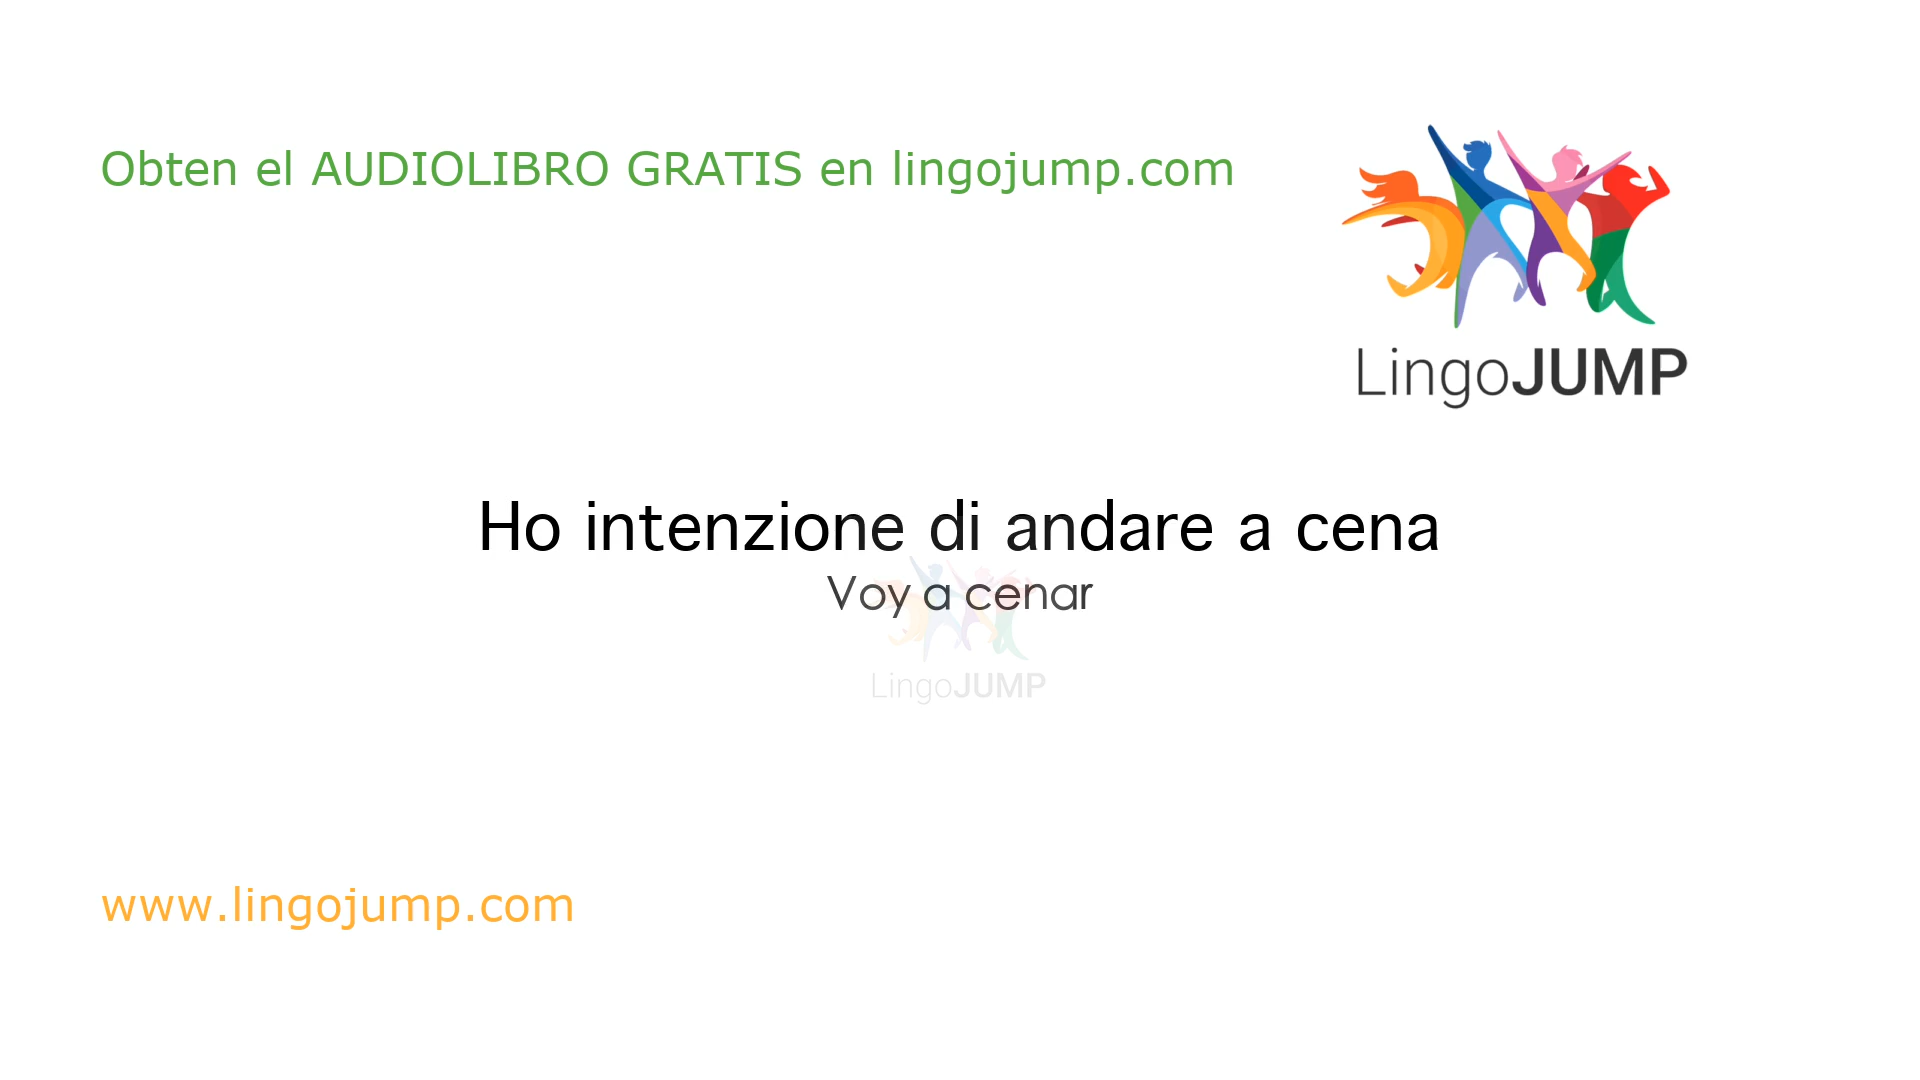 Obten el AUDIOLIBRO GRATIS en lingojump.com
LingoJUMP
Ho intenzione di andare a cena
Voy a cenar
LingoJUMP
www.lingojump.com